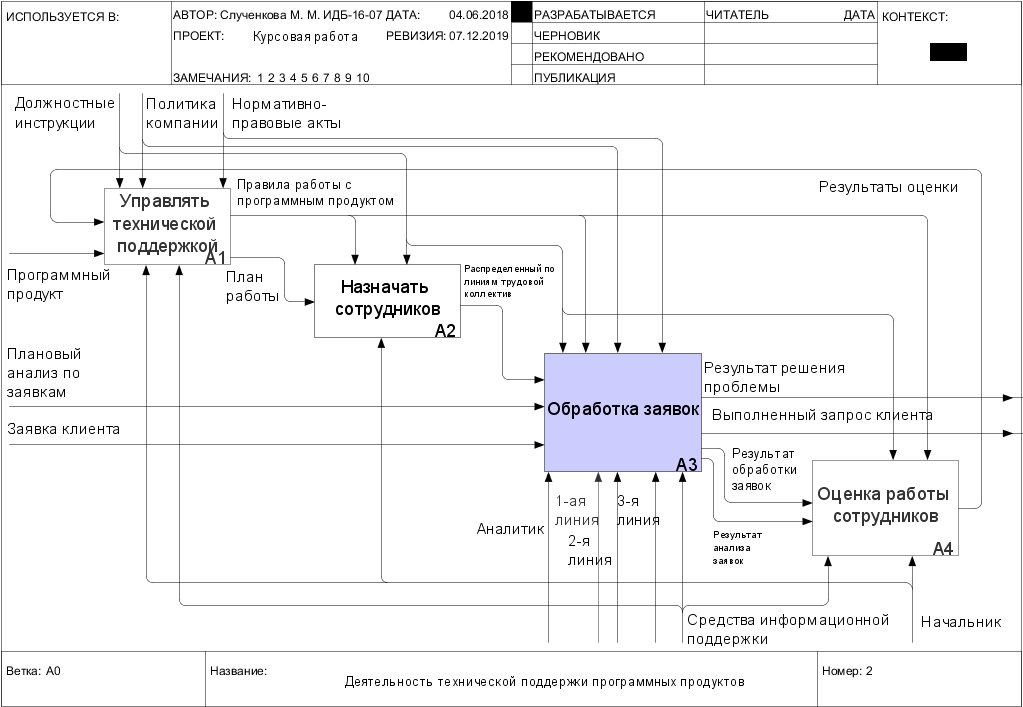 ИСПОЛЬЗУЕТСЯ В:
АВТОР: Служенкова М. М. ИДБ-16-07 ДАТА: 04.06.2018
РАЗРАБАТЫВАЕТСЯ
ЧИТАТЕЛЬ
ДАТА
КОНТЕКСТ:
ПРОЕКТ: Курсовая работа
РЕВИЗИЯ: 07.12.2019
ЧЕРНОВИК
РЕКОМЕНДОВАНО
ЗАМЕЧАНИЯ: 1 2 3 4 5 6 7 8 9 10
ПУБЛИКАЦИЯ
Должностные
инструкции
Политика
компании
Нормативно-
правовые акты
Правила работы с
программным продуктом
Результаты оценки
Управлять
технической
поддержкой
A1
Программный
продукт
План
работы
Назначать
сотрудников
A2
Распределенный по
линиям трудовой
коллектив
Плановый
анализ по
заявкам
Заявка клиента
Обработка заявок
A3
Результат решения
проблемы
Выполненный запрос клиента
Результат
обработки
заявок
Результат
анализа
заявок
Оценка работы
сотрудников
A4
Аналитик
1-ая
линия
2-я
линия
3-я
линия
Средства информационной
поддержки
Начальник
Ветка: A0
Название:
Деятельность технической поддержки программных продуктов
Номер: 2